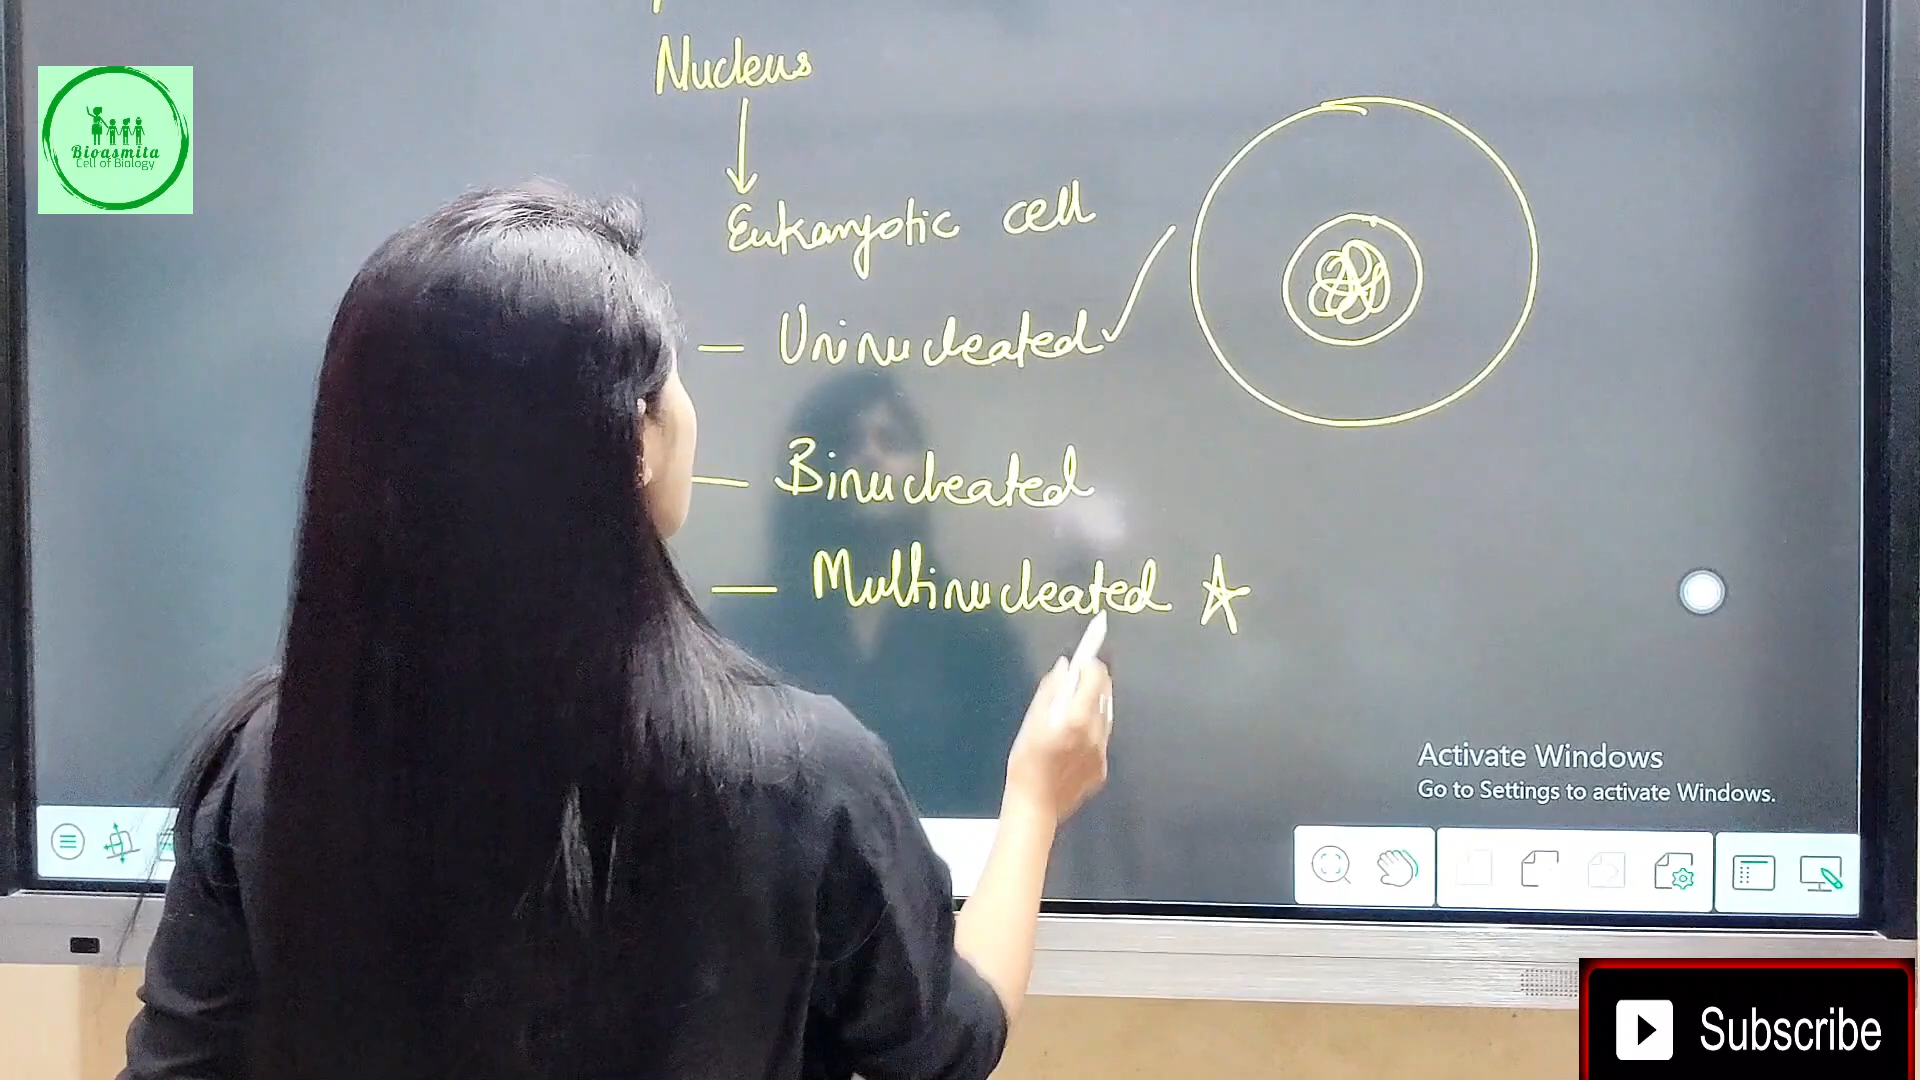 Nucleus
Eukaryotic cell
— Uninucleated
— Binucleated
— Multinucleated
Bioasmita
Cell of Biology
Activate Windows
Go to Settings to activate Windows.
Subscribe